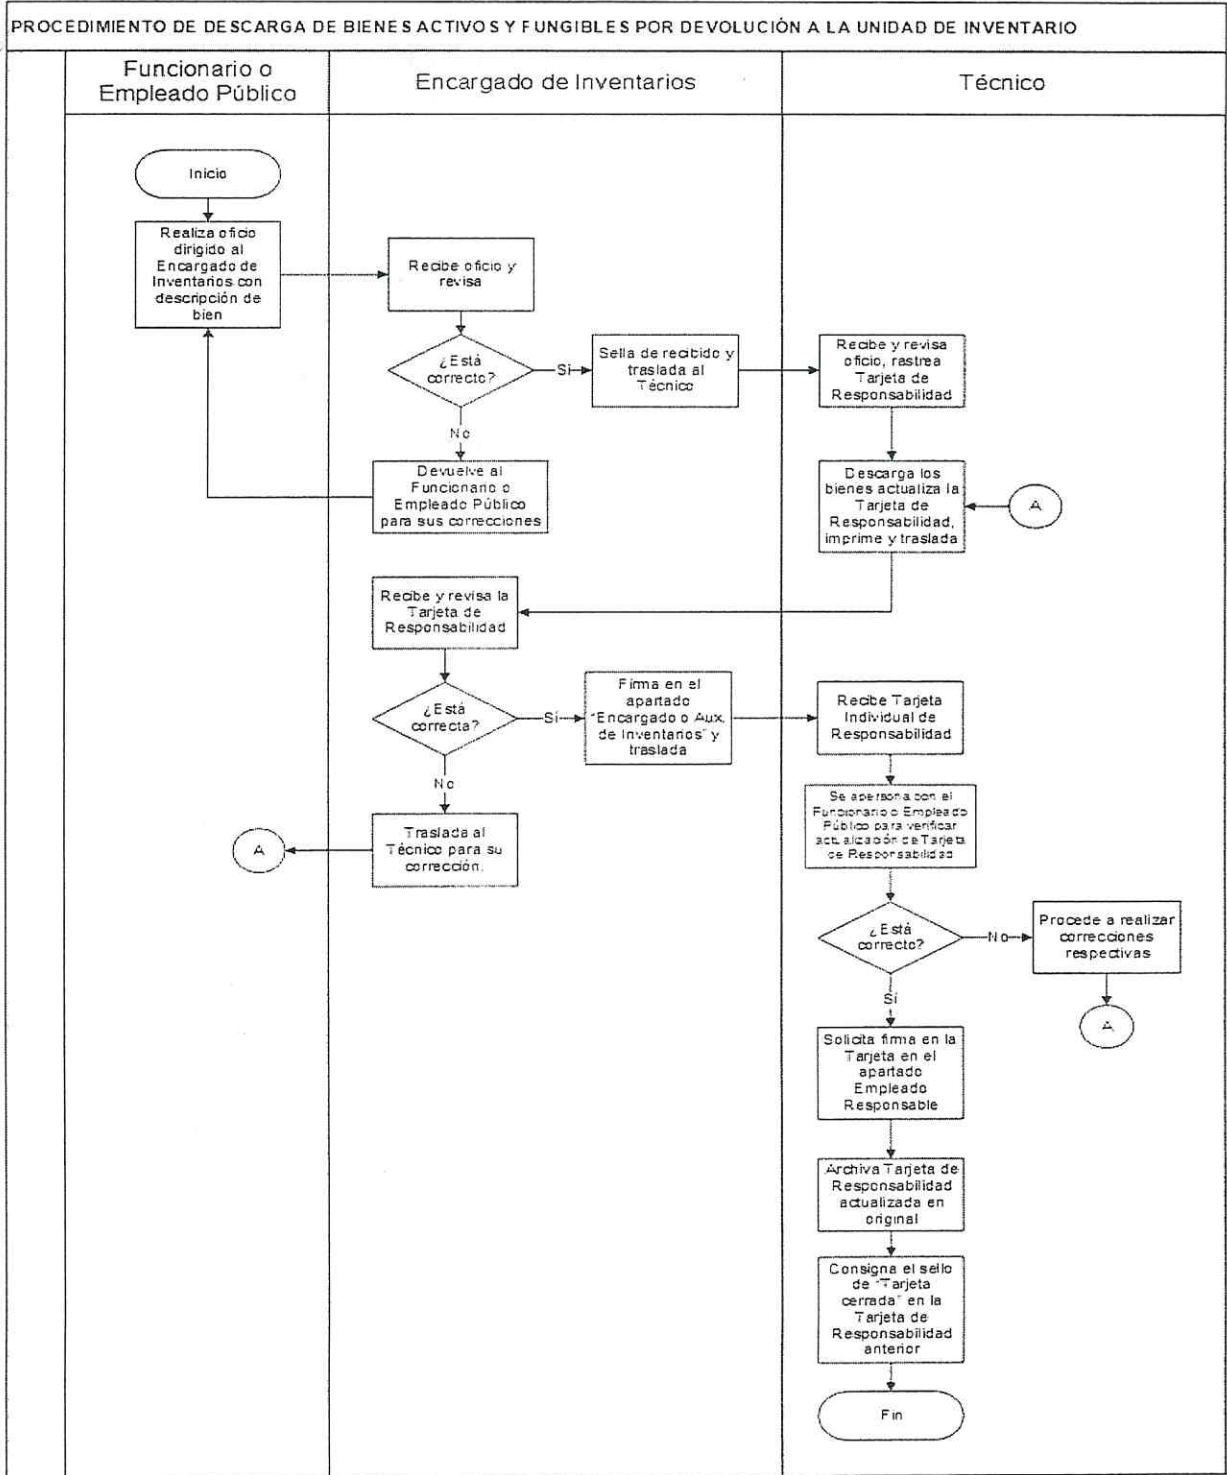 PROCEDIMIENTO DE DESCARGA DE BIENES ACTIVOS Y FUNGIBLES POR DEVOLUCIÓN A LA UNIDAD DE INVENTARIO
Funcionario o
Empleado Público
Encargado de Inventarios
Técnico
Inicio
Realiza oficio
dirigido al
Encargado de
Inventarios con
descripción de
bien
Recibe oficio y
revisa
¿Está
correcto?
Sí
Sella de recibido y
traslada al
Técnico
Recibe y revisa
oficio, rastrea
Tarjeta de
Responsabilidad
No
Devuelve al
Funcionario o
Empleado Público
para sus correcciones
Descarga los
bienes actualiza la
Tarjeta de
Responsabilidad,
imprime y traslada
A
Recibe y revisa la
Tarjeta de
Responsabilidad
¿Está
correcta?
Sí
Firma en el
apartado
"Encargado o Aux.
de Inventarios" y
traslada
Recibe Tarjeta
Individual de
Responsabilidad
No
Traslada al
Técnico para su
corrección.
A
Se apersona con el
Funcionario o Empleado
Público para verificar
actualización de Tarjeta
de Responsabilidad
¿Está
correcto?
No
Procede a realizar
correcciones
respectivas
A
Sí
Solicita firma en la
Tarjeta en el
apartado
Empleado
Responsable
Archiva Tarjeta de
Responsabilidad
actualizada en
original
Consigna el sello
de "Tarjeta
cerrada" en la
Tarjeta de
Responsabilidad
anterior
Fin